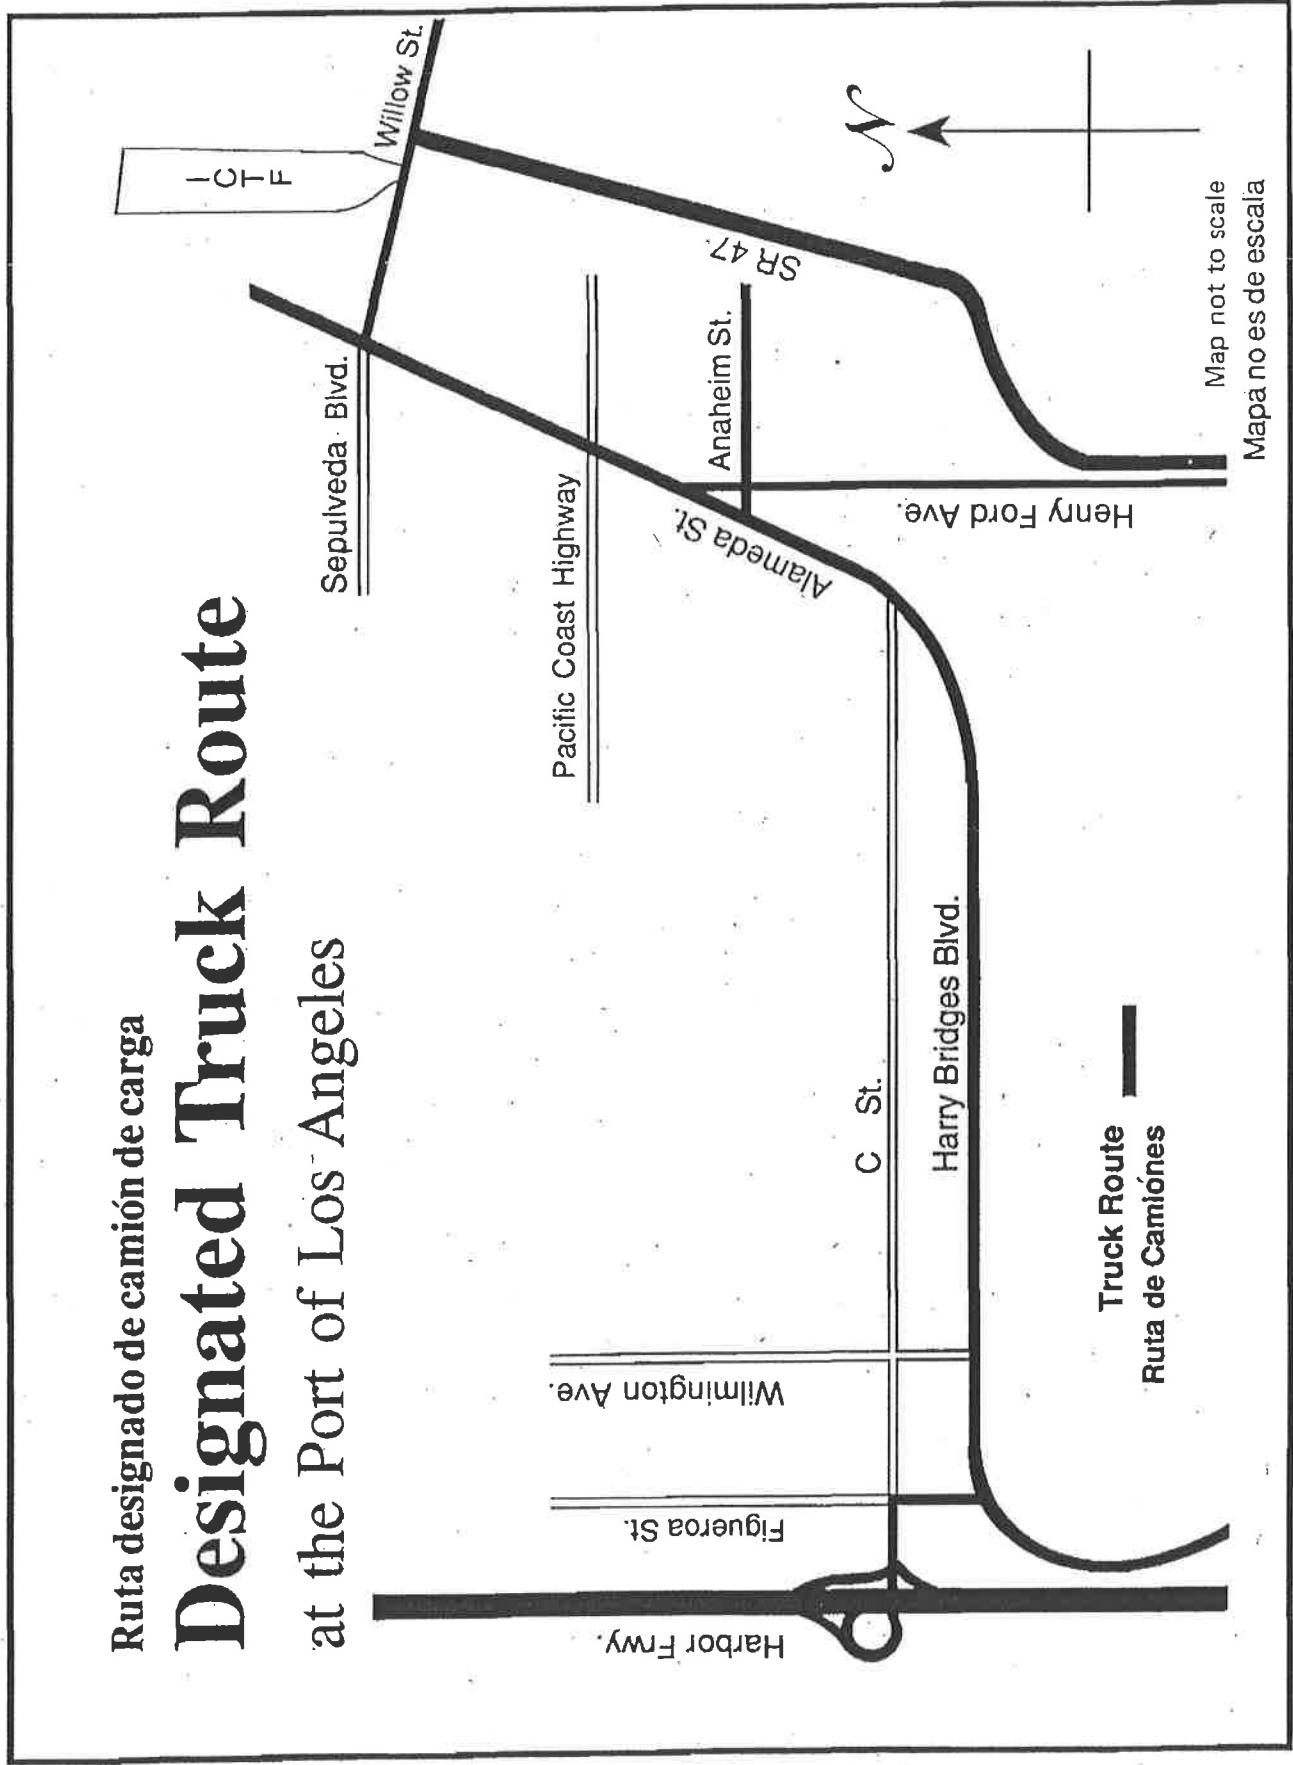 Ruta designado de camión de carga
Designated Truck Route
at the Port of Los Angeles
Harbor Frwy.
Figueroa St.
Wilmington Ave.
C St.
Harry Bridges Blvd.
Sepulveda Blvd.
Pacific Coast Highway
Anaheim St.
Alameda St.
Henry Ford Ave.
SR 47
Willow St.
ICTF
N
Truck Route
Ruta de Camiónes
Map not to scale
Mapa no es de escala